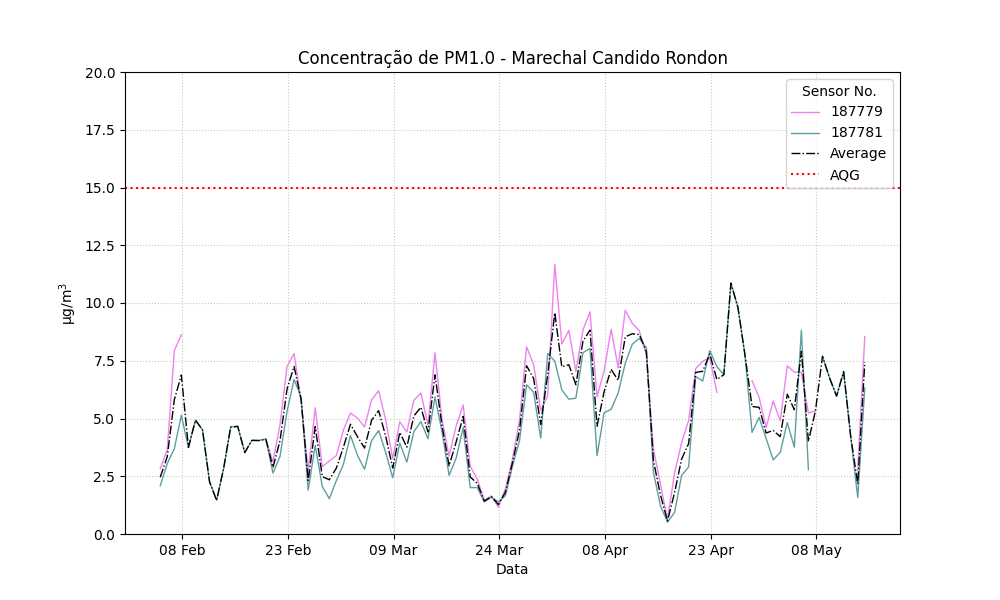 Concentração de PM1.0 - Marechal Candido Rondon
20.0
17.5
15.0
12.5
10.0
7.5
5.0
2.5
0.0
µg/m³
Sensor No.
187779
187781
Average
AQG
08 Feb 23 Feb 09 Mar 24 Mar 08 Apr 23 Apr 08 May
Data